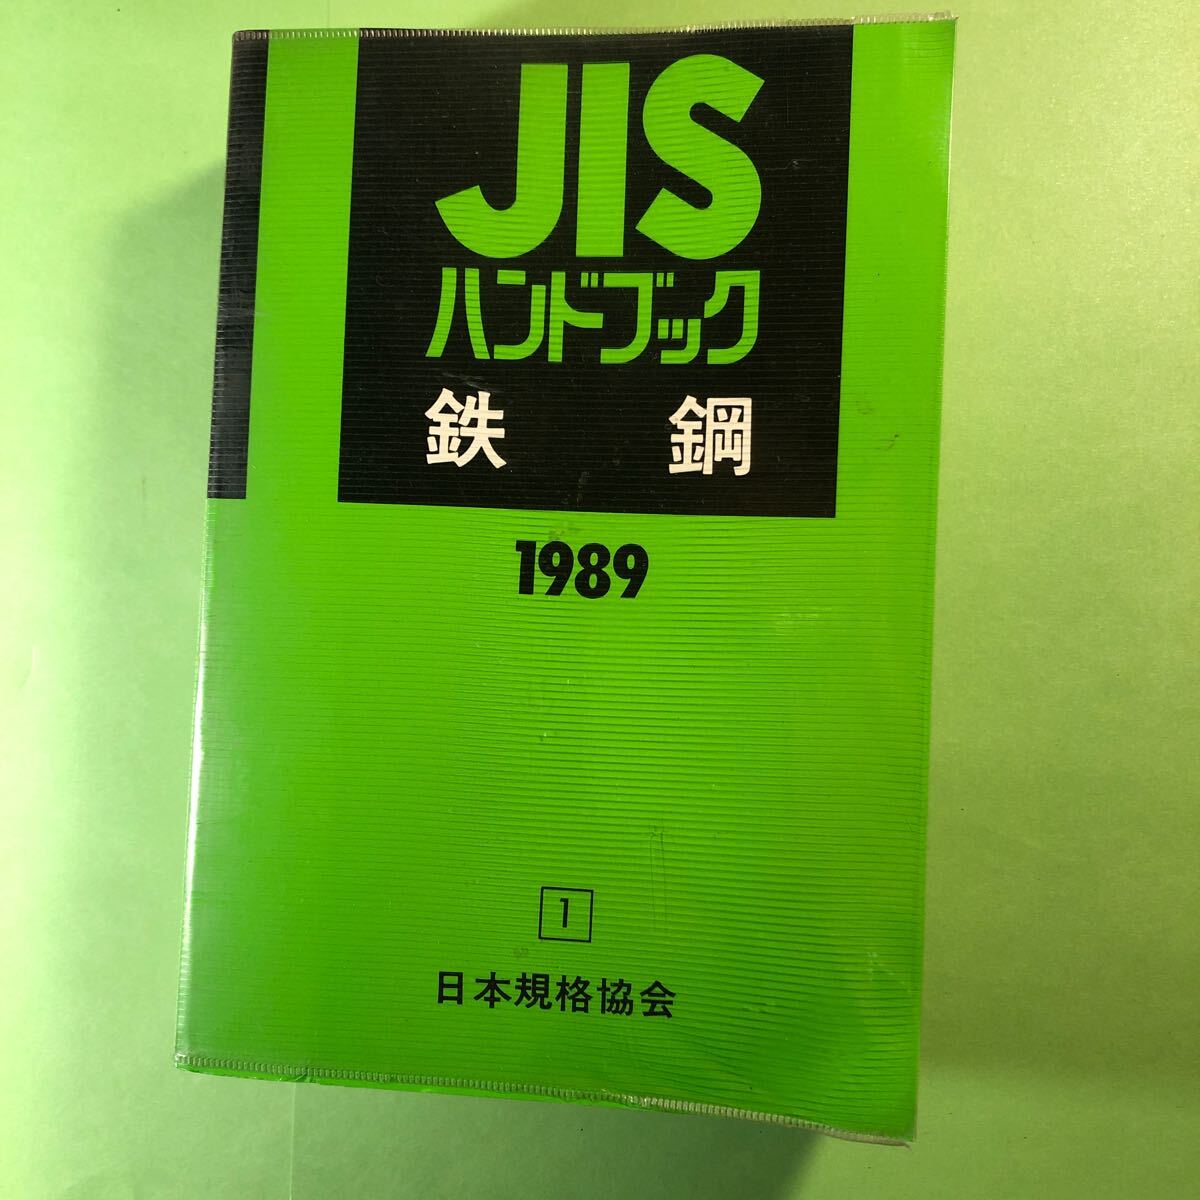 JIS
ハンドブック
鉄 鋼
1989
1
日本規格協会